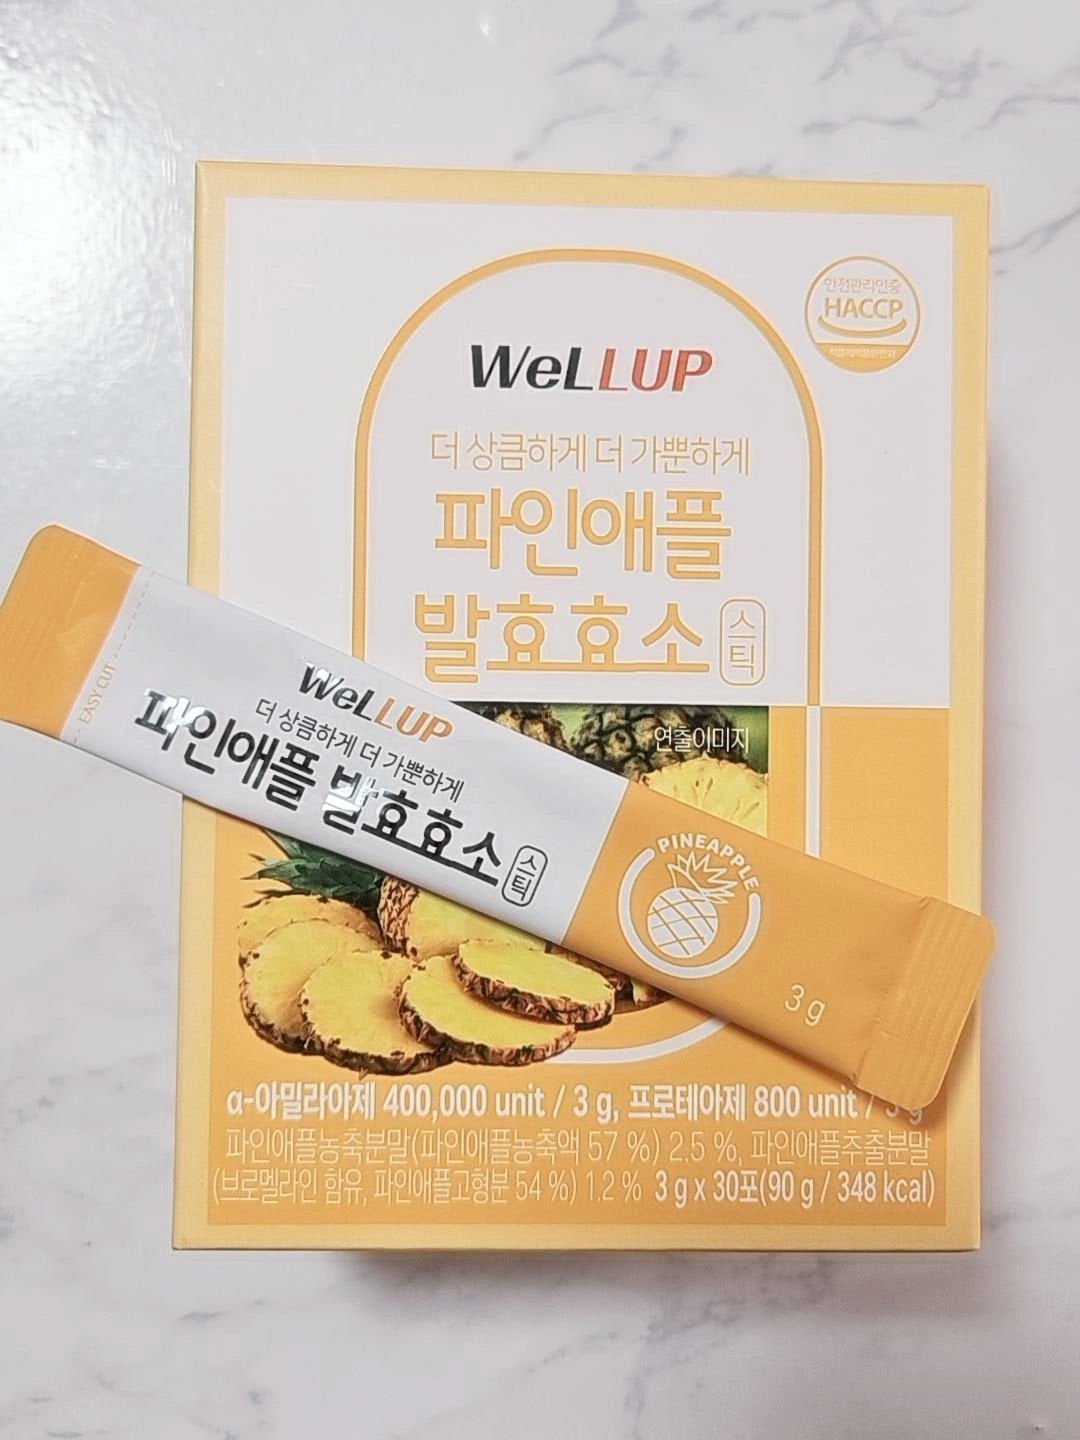 안전관리인증
HACCP
식품의약품안전처
WeLLUP
더 상큼하게 더 가뿐하게
파인애플
발효효소 스틱
연출이미지
EASY CUT
WeLLUP
더 상큼하게 더 가뿐하게
파인애플 발효효소 스틱
PINEAPPLE
3 g
α-아밀라아제 400,000 unit / 3 g, 프로테아제 800 unit / 3 g
파인애플농축분말(파인애플농축액 57 %) 2.5 %, 파인애플추출분말
(브로멜라인 함유, 파인애플고형분 54 %) 1.2 % 3 g x 30포(90 g / 348 kcal)